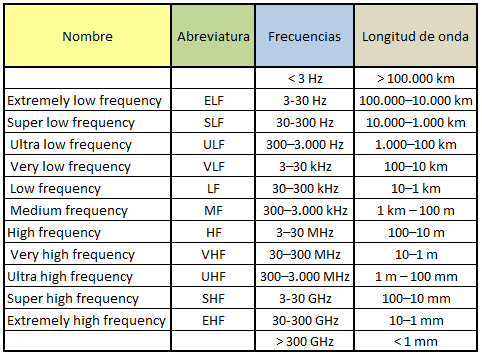 Nombre Abreviatura Frecuencias Longitud de onda
< 3 Hz > 100.000 km
Extremely low frequency ELF 3-30 Hz 100.000–10.000 km
Super low frequency SLF 30-300 Hz 10.000–1.000 km
Ultra low frequency ULF 300–3.000 Hz 1.000–100 km
Very low frequency VLF 3–30 kHz 100–10 km
Low frequency LF 30–300 kHz 10–1 km
Medium frequency MF 300–3.000 kHz 1 km – 100 m
High frequency HF 3–30 MHz 100–10 m
Very high frequency VHF 30–300 MHz 10–1 m
Ultra high frequency UHF 300–3.000 MHz 1 m – 100 mm
Super high frequency SHF 3-30 GHz 100–10 mm
Extremely high frequency EHF 30-300 GHz 10–1 mm
> 300 GHz < 1 mm